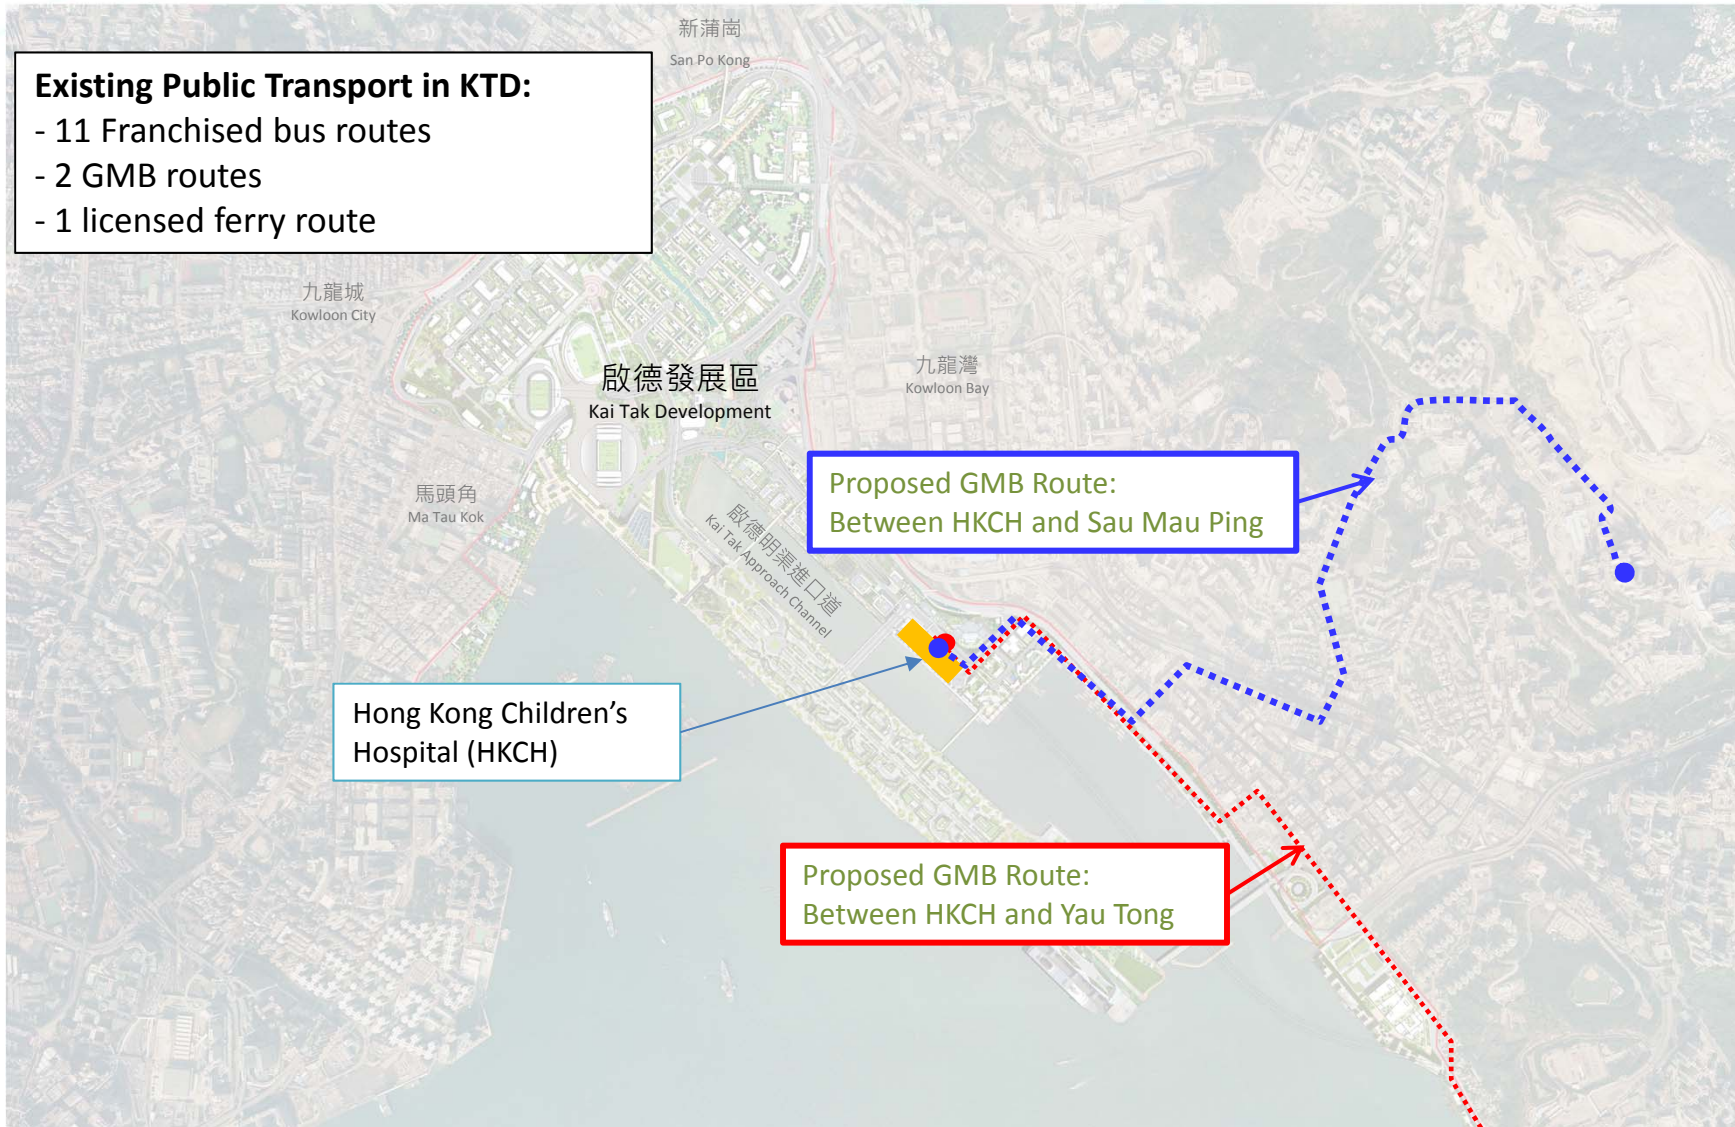 新蒲崗
San Po Kong
Existing Public Transport in KTD:
- 11 Franchised bus routes
- 2 GMB routes
- 1 licensed ferry route
九龍城
Kowloon City
啟德發展區
Kai Tak Development
九龍灣
Kowloon Bay
馬頭角
Ma Tau Kok
啟德明渠進口道
Kai Tak Approach Channel
Proposed GMB Route:
Between HKCH and Sau Mau Ping
Hong Kong Children’s
Hospital (HKCH)
Proposed GMB Route:
Between HKCH and Yau Tong